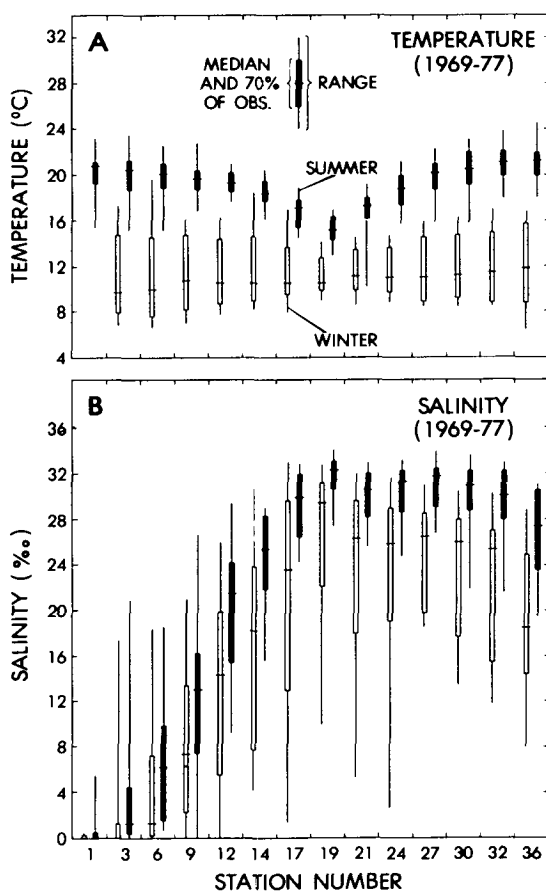 A
TEMPERATURE
(1969-77)
MEDIAN
AND 70%
OF OBS.
RANGE
SUMMER
WINTER
TEMPERATURE (°C)
32
28
24
20
16
12
8
4
B
SALINITY
(1969-77)
SALINITY (‰)
36
32
28
24
20
16
12
8
4
0
1 3 6 9 12 14 17 19 21 24 27 30 32 36
STATION NUMBER